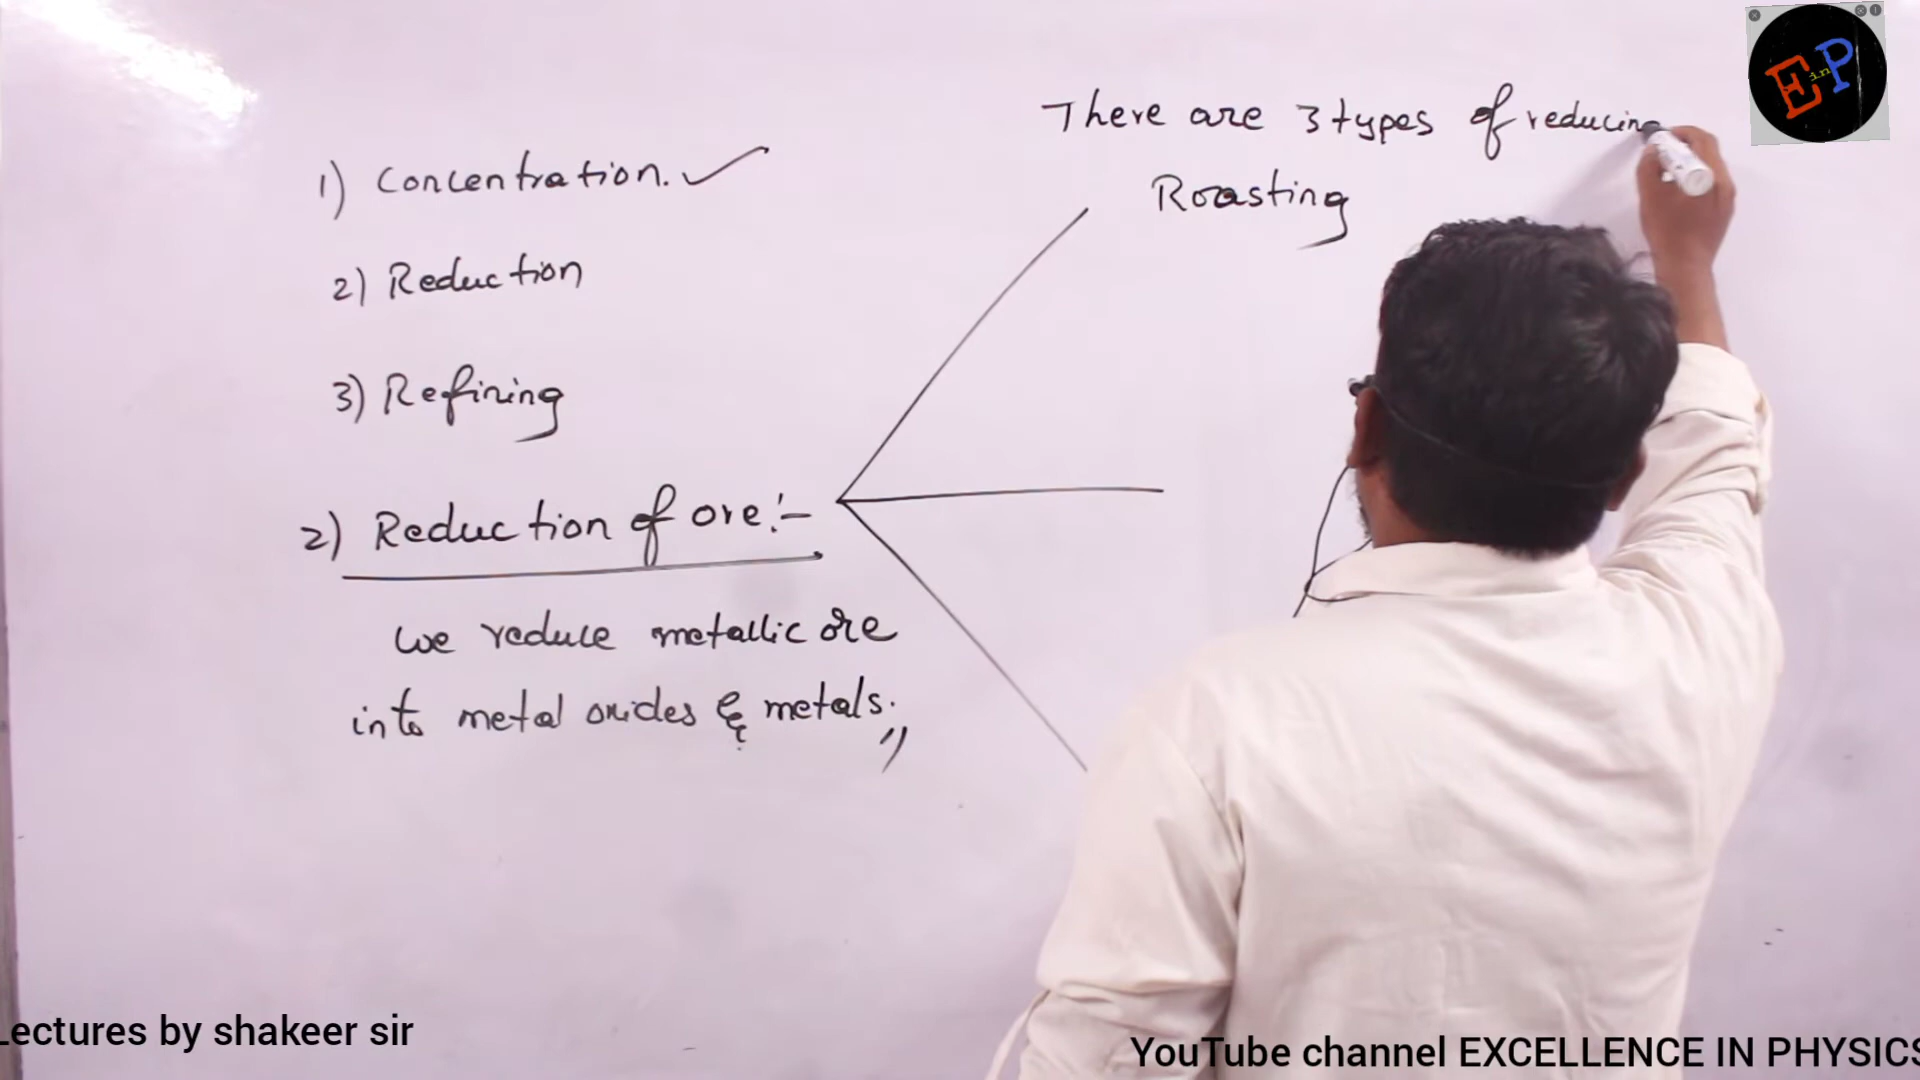 1) Concentration.
2) Reduction
3) Refining
2) Reduction of ore:-
We reduce metallic ore
into metal oxides & metals.
There are 3 types of reducing
Roasting
E in P
Lectures by shakeer sir
YouTube channel EXCELLENCE IN PHYSICS